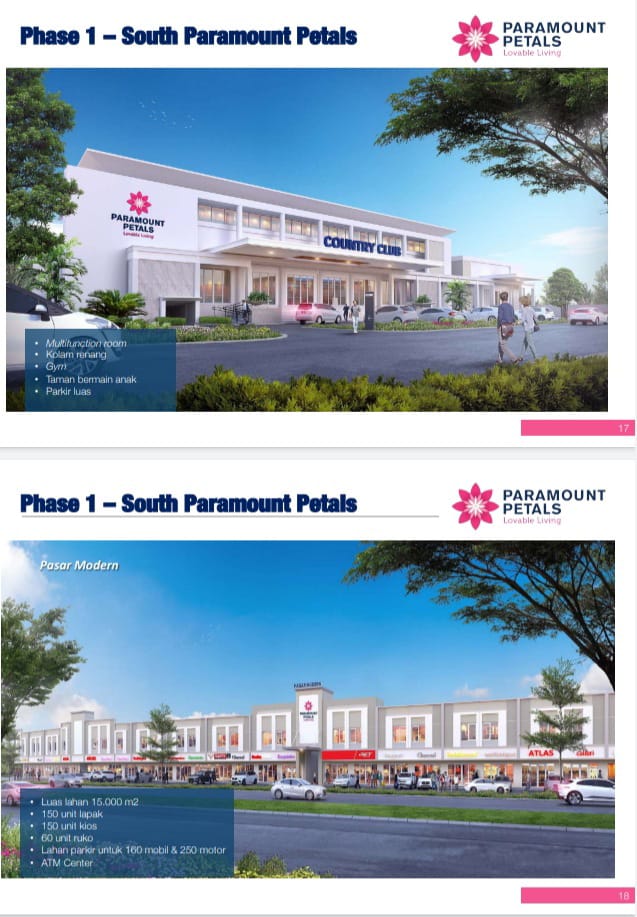 Phase 1 – South Paramount Petals
PARAMOUNT
PETALS
Lovable Living
PARAMOUNT
PETALS
Lovable Living
COUNTRY CLUB
• Multifunction room
• Kolam renang
• Gym
• Taman bermain anak
• Parkir luas
17
Phase 1 – South Paramount Petals
PARAMOUNT
PETALS
Lovable Living
Pasar Modern
PASAR MODERN
PARAMOUNT
PETALS
ATLAS
• Luas lahan 15.000 m2
• 150 unit lapak
• 150 unit kios
• 60 unit ruko
• Lahan parkir untuk 160 mobil & 250 motor
• ATM Center
18